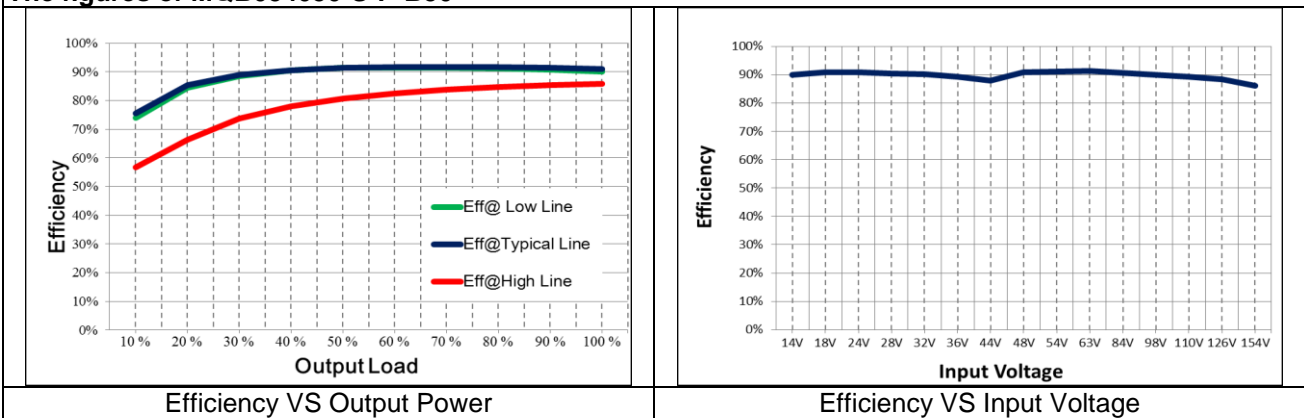 100%
90%
80%
70%
60%
50%
40%
30%
20%
10%
0%
Efficiency
Eff@ Low Line
Eff@Typical Line
Eff@High Line
10 % 20 % 30 % 40 % 50 % 60 % 70 % 80 % 90 % 100 %
Output Load
Efficiency VS Output Power
100%
90%
80%
70%
60%
50%
40%
30%
20%
10%
0%
Efficiency
14V 18V 24V 28V 32V 36V 44V 48V 54V 63V 84V 98V 110V 126V 154V
Input Voltage
Efficiency VS Input Voltage